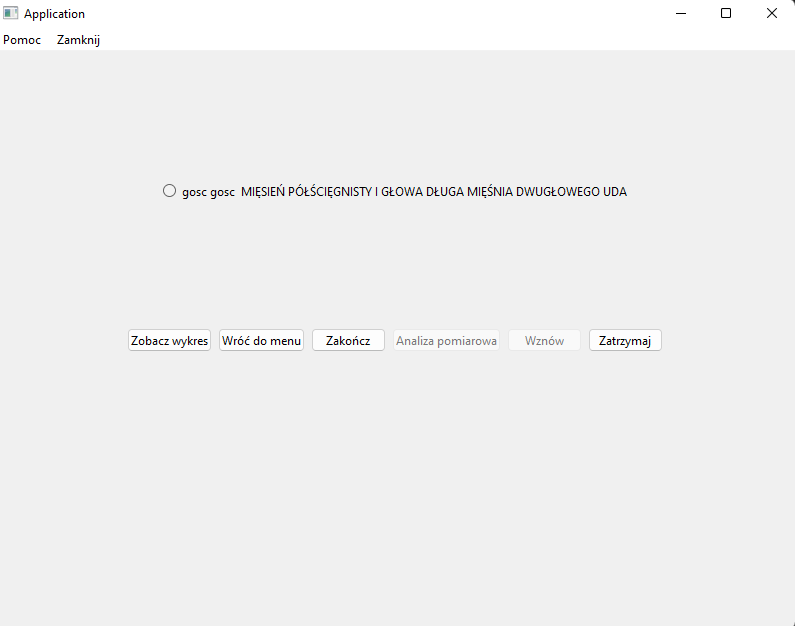 Application
Pomoc Zamknij
gosc gosc MIĘSIEŃ PÓŁŚCIĘGNISTY I GŁOWA DŁUGA MIĘŚNIA DWUGŁOWEGO UDA
Zobacz wykres Wróć do menu Zakończ Analiza pomiarowa Wznów Zatrzymaj